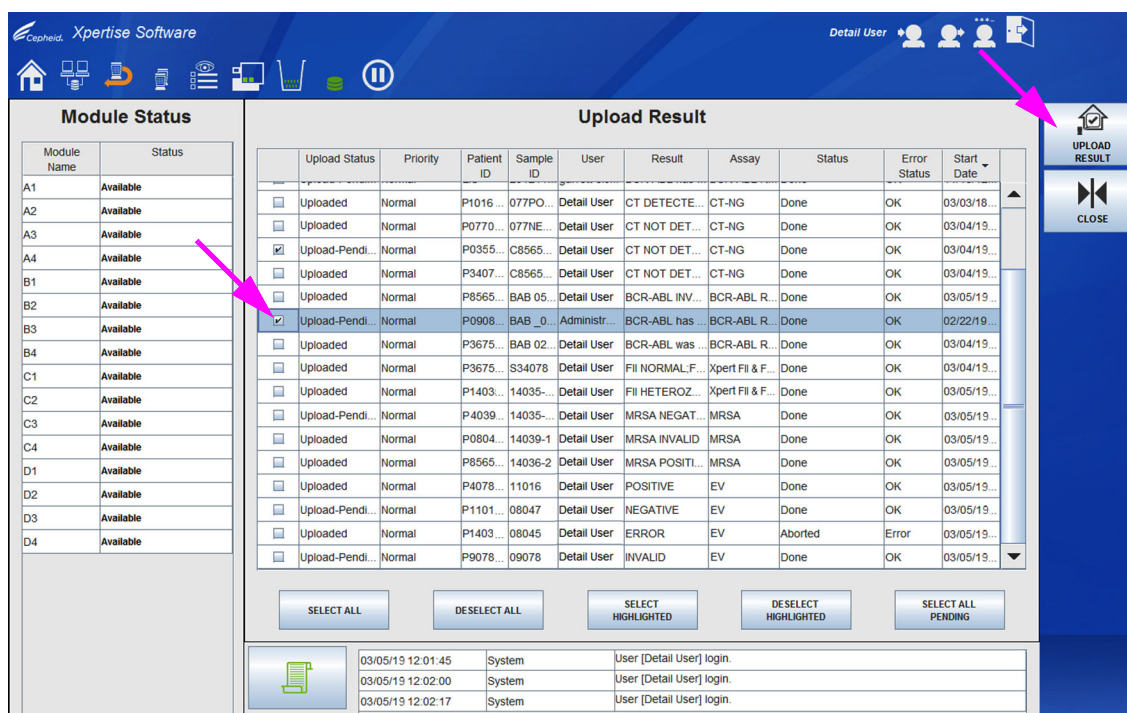 Cepheid. Xpertise Software
Detail User
Module Status
Module Name Status
A1 Available
A2 Available
A3 Available
A4 Available
B1 Available
B2 Available
B3 Available
B4 Available
C1 Available
C2 Available
C3 Available
C4 Available
D1 Available
D2 Available
D3 Available
D4 Available
Upload Result
Upload Status Priority Patient ID Sample ID User Result Assay Status Error Status Start Date
Uploaded Normal P1016 ... 077PO... Detail User CT DETECTE... CT-NG Done OK 03/03/18...
Uploaded Normal P0770... 077NE... Detail User CT NOT DET... CT-NG Done OK 03/04/19...
Upload-Pendi... Normal P0355... C8565... Detail User CT NOT DET... CT-NG Done OK 03/04/19...
Uploaded Normal P3407... C8565... Detail User CT NOT DET... CT-NG Done OK 03/04/19...
Uploaded Normal P8565... BAB 05... Detail User BCR-ABL INV... BCR-ABL R... Done OK 03/05/19...
Upload-Pendi... Normal P0908... BAB _0... Administr... BCR-ABL has ... BCR-ABL R... Done OK 02/22/19...
Uploaded Normal P3675... BAB 02... Detail User BCR-ABL was ... BCR-ABL R... Done OK 03/04/19...
Uploaded Normal P3675... S34078 Detail User FII NORMAL;F... Xpert FII & F... Done OK 03/04/19...
Uploaded Normal P1403... 14035-... Detail User FII HETEROZ... Xpert FII & F... Done OK 03/05/19...
Upload-Pendi... Normal P4039... 14035-... Detail User MRSA NEGAT... MRSA Done OK 03/05/19...
Uploaded Normal P0804... 14039-1 Detail User MRSA INVALID MRSA Done OK 03/05/19...
Uploaded Normal P8565... 14036-2 Detail User MRSA POSITI... MRSA Done OK 03/05/19...
Uploaded Normal P4078... 11016 Detail User POSITIVE EV Done OK 03/05/19...
Upload-Pendi... Normal P1101... 08047 Detail User NEGATIVE EV Done OK 03/05/19...
Uploaded Normal P1403... 08045 Detail User ERROR EV Aborted Error 03/05/19...
Upload-Pendi... Normal P9078... 09078 Detail User INVALID EV Done OK 03/05/19...
SELECT ALL
DESELECT ALL
SELECT HIGHLIGHTED
DESELECT HIGHLIGHTED
SELECT ALL PENDING
03/05/19 12:01:45 System User [Detail User] login.
03/05/19 12:02:00 System User [Detail User] login.
03/05/19 12:02:17 System User [Detail User] login.
UPLOAD
RESULT
CLOSE